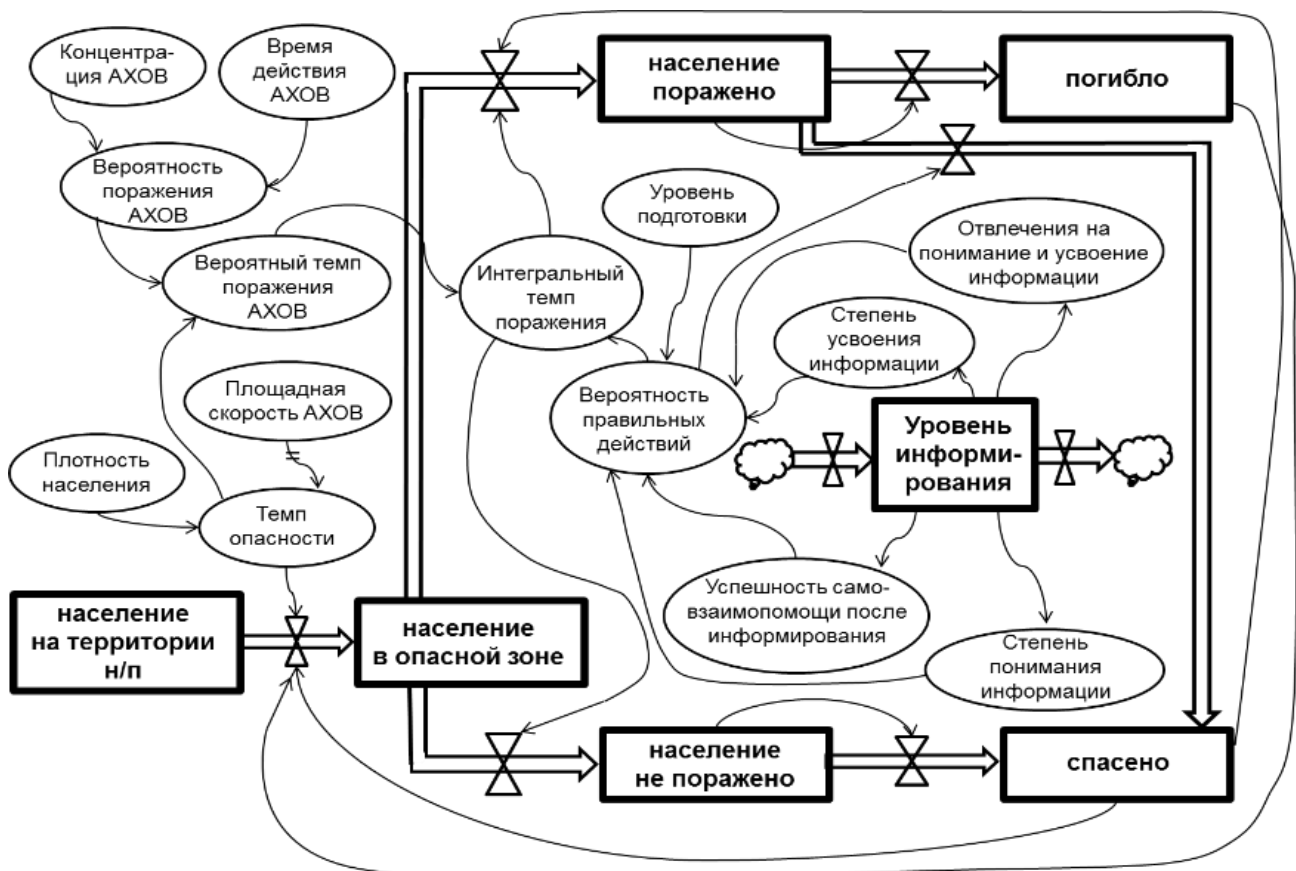 Концентра-
ция АХОВ
Время
действия
АХОВ
население
поражено
погибло
Вероятность
поражения
АХОВ
Уровень
подготовки
Отвлечения на
понимание и усвоение
информации
Вероятный темп
поражения
АХОВ
Интегральный
темп
поражения
Степень
усвоения
информации
Площадная
скорость АХОВ
Вероятность
правильных
действий
Уровень
информи-
рования
Плотность
населения
Темп
опасности
Успешность само-
взаимопомощи после
информирования
население
на территории
н/п
население
в опасной зоне
Степень
понимания
информации
население
не поражено
спасено